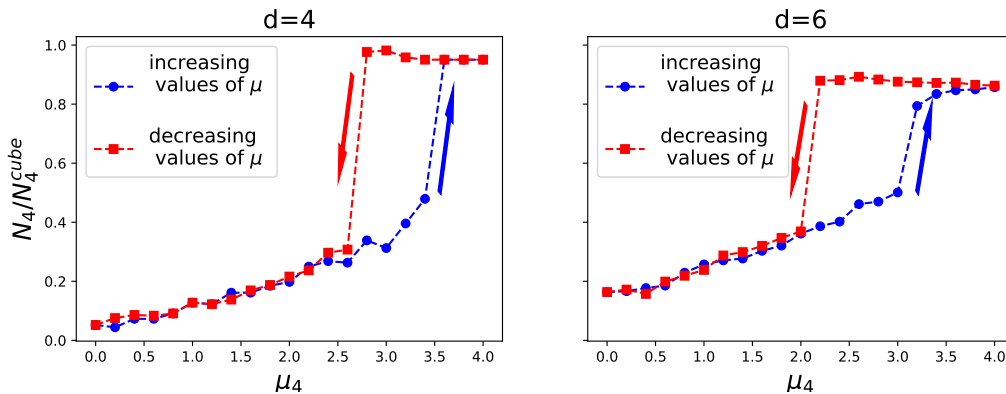 d=4
increasing
values of μ
decreasing
values of μ
N₄/N₄ᶜᵘᵇᵉ
1.0
0.8
0.6
0.4
0.2
0.0
0.0 0.5 1.0 1.5 2.0 2.5 3.0 3.5 4.0
μ₄
d=6
increasing
values of μ
decreasing
values of μ
0.0 0.5 1.0 1.5 2.0 2.5 3.0 3.5 4.0
μ₄